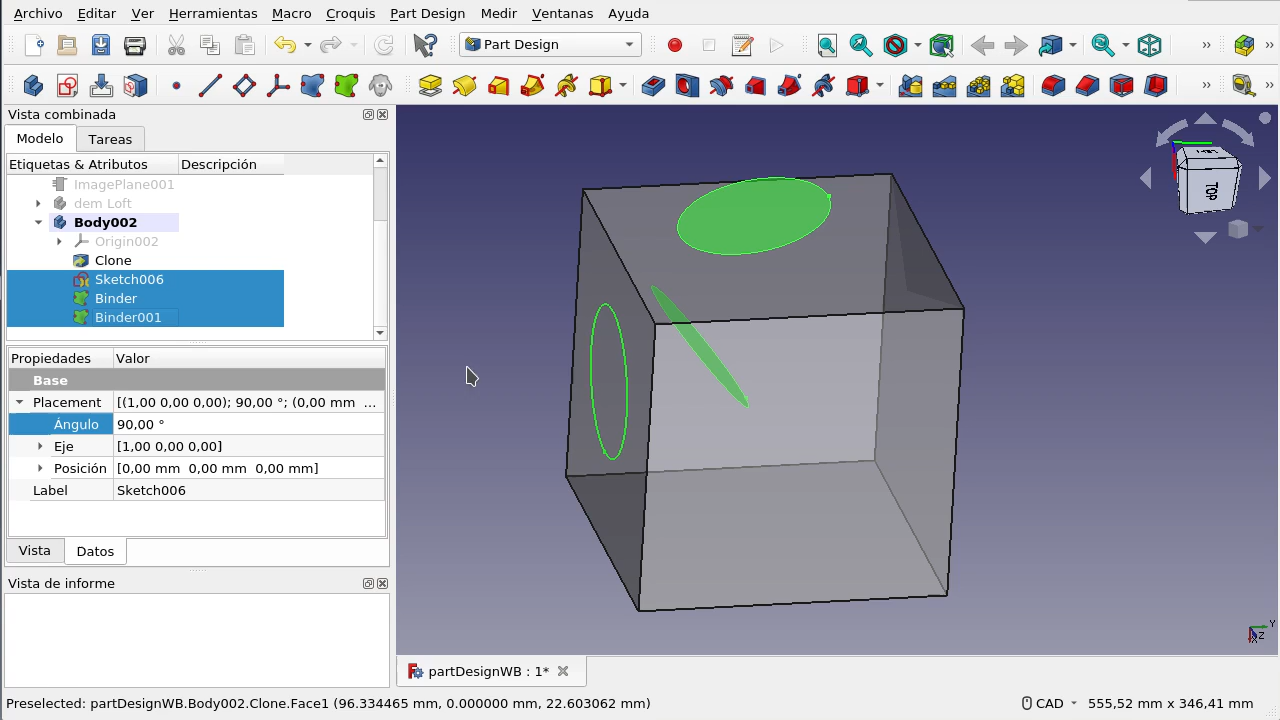 Archivo Editar Ver Herramientas Macro Croquis Part Design Medir Ventanas Ayuda
Part Design
Vista combinada
Modelo Tareas
Etiquetas & Atributos Descripción
ImagePlane001
dem Loft
Body002
Origin002
Clone
Sketch006
Binder
Binder001
Propiedades Valor
Base
Placement [(1,00 0,00 0,00); 90,00 °; (0,00 mm ...
Ángulo 90,00 °
Eje [1,00 0,00 0,00]
Posición [0,00 mm 0,00 mm 0,00 mm]
Label Sketch006
Vista Datos
Vista de informe
TOP
Y
X Z
partDesignWB : 1*
Preselected: partDesignWB.Body002.Clone.Face1 (96.334465 mm, 0.000000 mm, 22.603062 mm)
CAD 555,52 mm x 346,41 mm